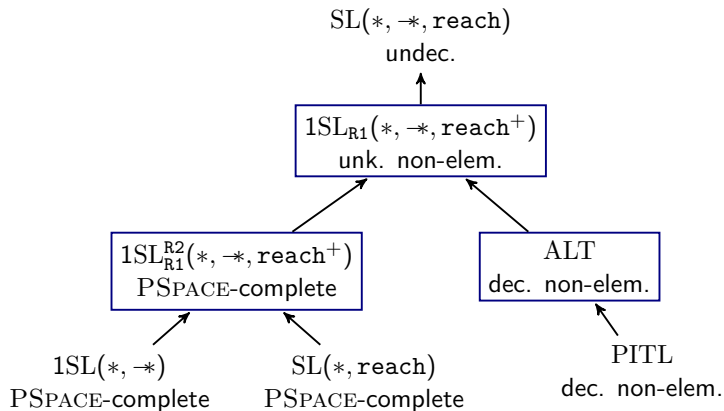 SL(∗, −∗, reach)
undec.
1SL_R1(∗, −∗, reach⁺)
unk. non-elem.
1SL^R2_R1(∗, −∗, reach⁺)
PSPACE-complete
ALT
dec. non-elem.
1SL(∗, −∗)
PSPACE-complete
SL(∗, reach)
PSPACE-complete
PITL
dec. non-elem.